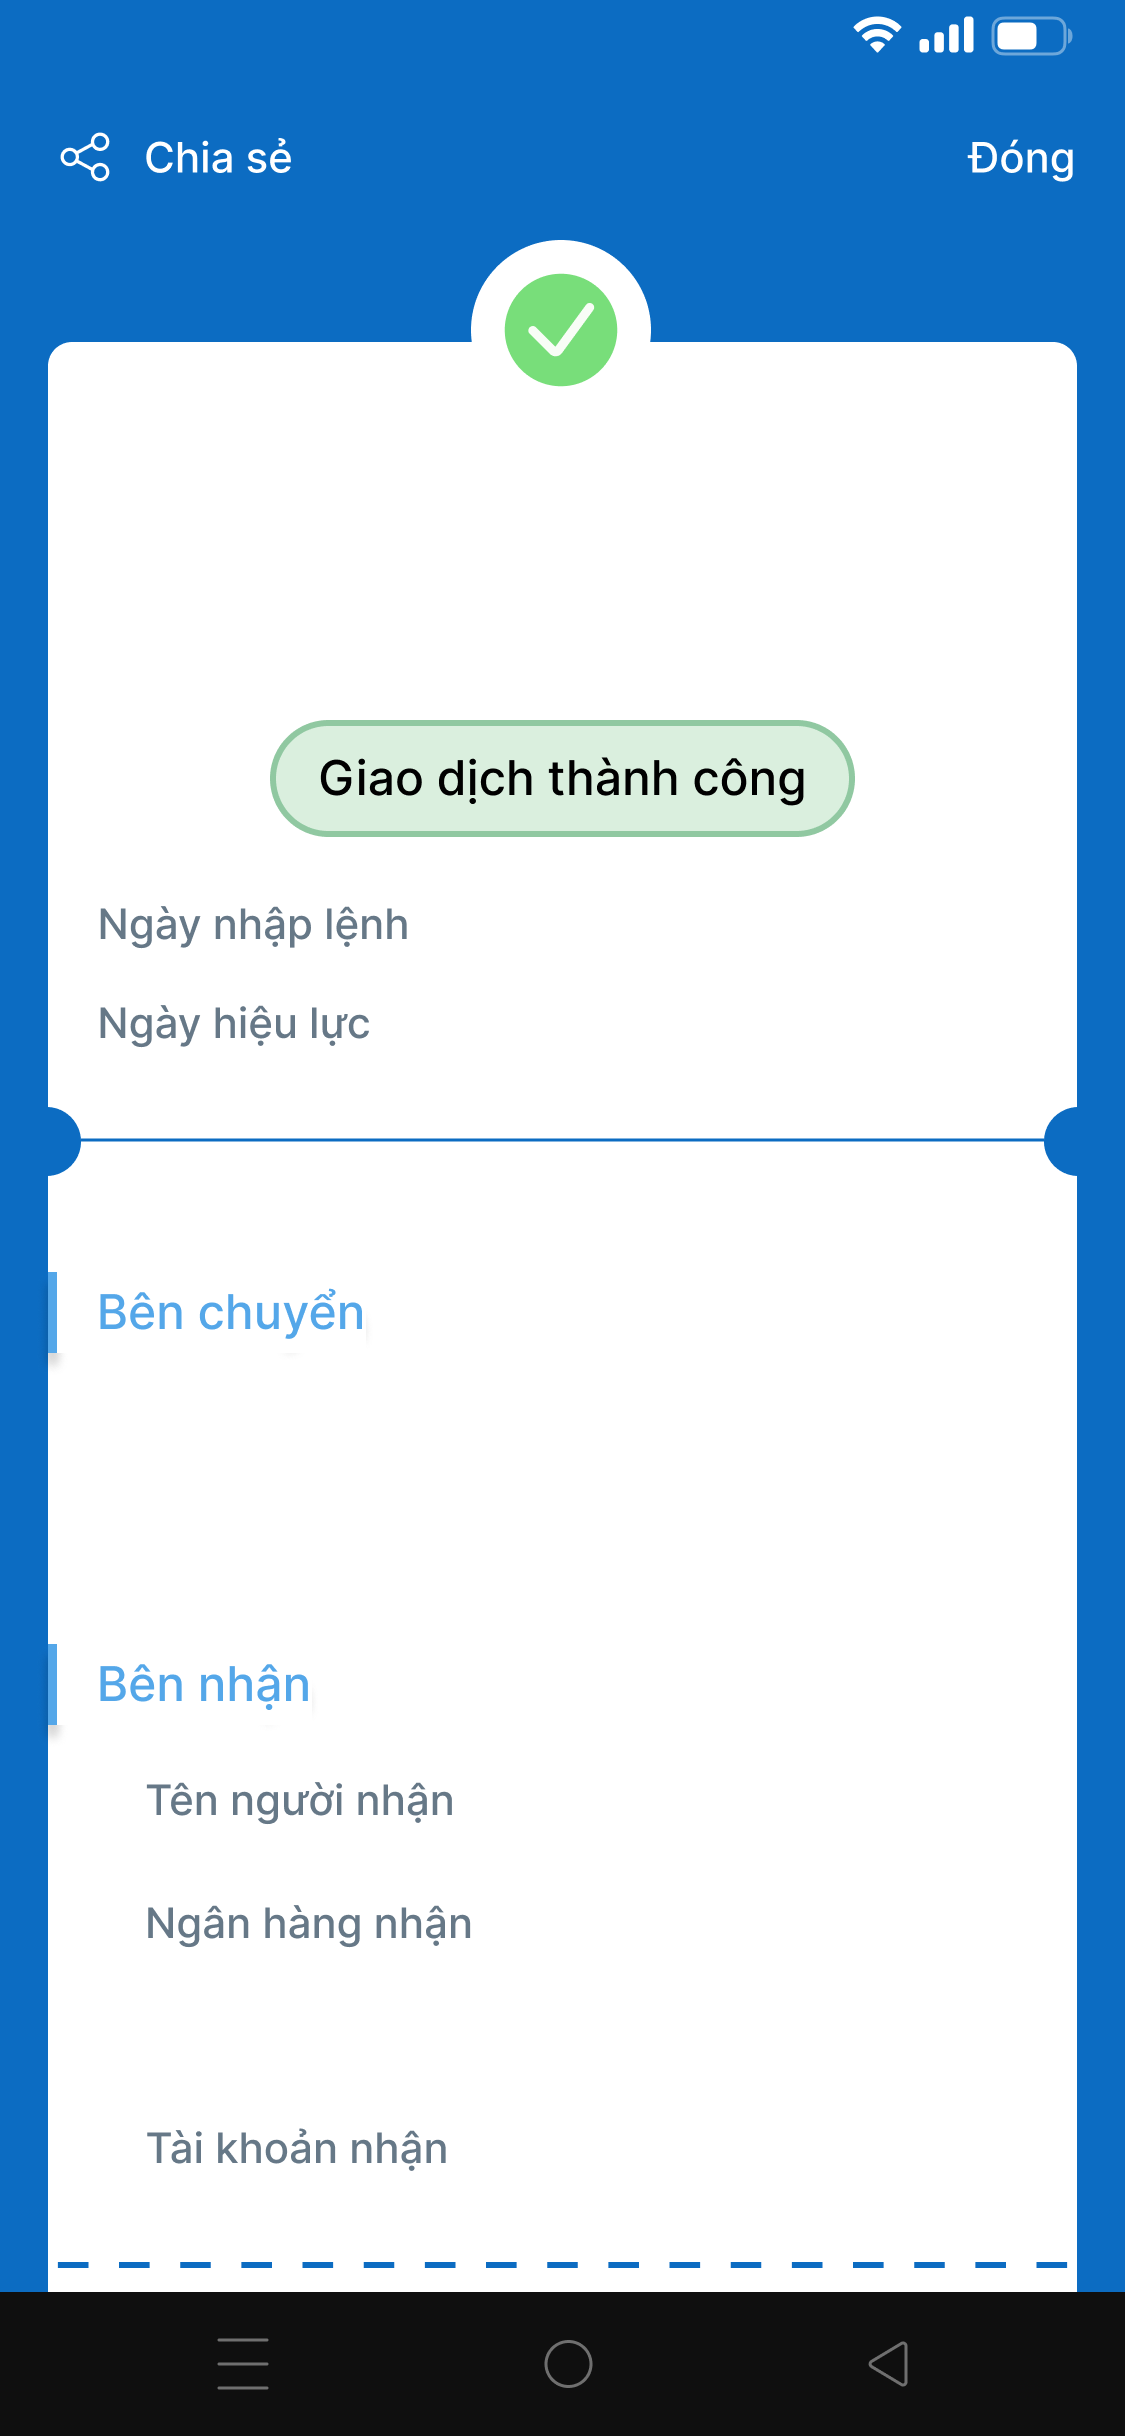 Chia sẻ
Đóng
Giao dịch thành công
Ngày nhập lệnh
Ngày hiệu lực
Bên chuyển
Bên nhận
Tên người nhận
Ngân hàng nhận
Tài khoản nhận